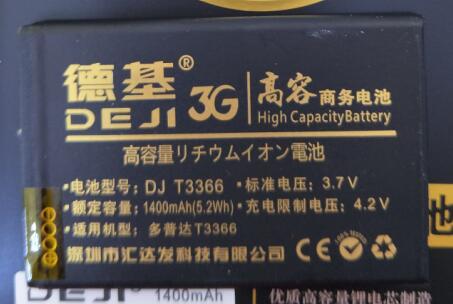 德基® 3G 高容商务电池
DEJI High CapacityBattery
高容量リチウムイオン電池
·电池型号: DJ T3366 ·标准电压: 3.7V
·额定容量: 1400mAh(5.2Wh) ·充电限制电压: 4.2V
·适用机型: 多普达T3366
深圳市汇达发科技有限公司 CE
池
DEJI® 1400mAh 优质高容量锂电芯制造